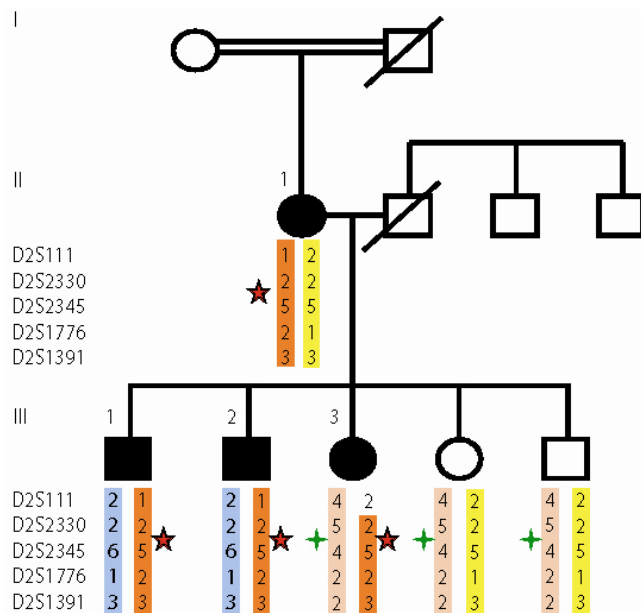 I
II 1
D2S111 1 2
D2S2330 2 2
D2S2345 5 5
D2S1776 2 1
D2S1391 3 3
III 1 2 3
D2S111 2 1 2 1 4 2 4 2 4 2
D2S2330 2 2 2 2 5 2 5 2 5 2
D2S2345 6 5 6 5 4 5 4 5 4 5
D2S1776 1 2 1 2 2 2 2 1 2 1
D2S1391 3 3 3 3 2 3 2 3 2 3